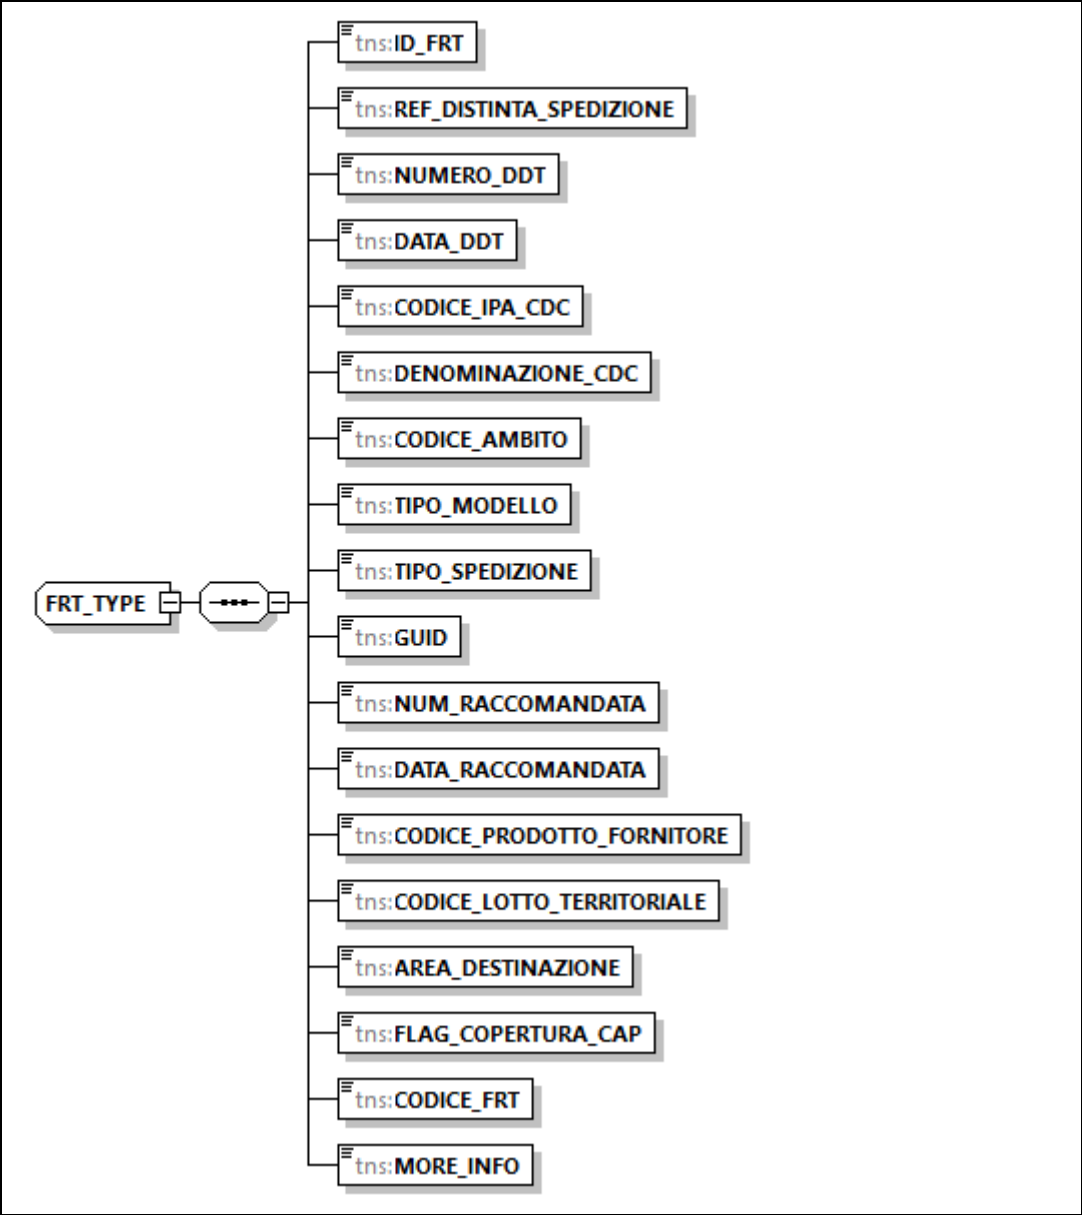 tns:ID_FRT
tns:REF_DISTINTA_SPEDIZIONE
tns:NUMERO_DDT
tns:DATA_DDT
tns:CODICE_IPA_CDC
tns:DENOMINAZIONE_CDC
tns:CODICE_AMBITO
tns:TIPO_MODELLO
tns:TIPO_SPEDIZIONE
FRT_TYPE
tns:GUID
tns:NUM_RACCOMANDATA
tns:DATA_RACCOMANDATA
tns:CODICE_PRODOTTO_FORNITORE
tns:CODICE_LOTTO_TERRITORIALE
tns:AREA_DESTINAZIONE
tns:FLAG_COPERTURA_CAP
tns:CODICE_FRT
tns:MORE_INFO